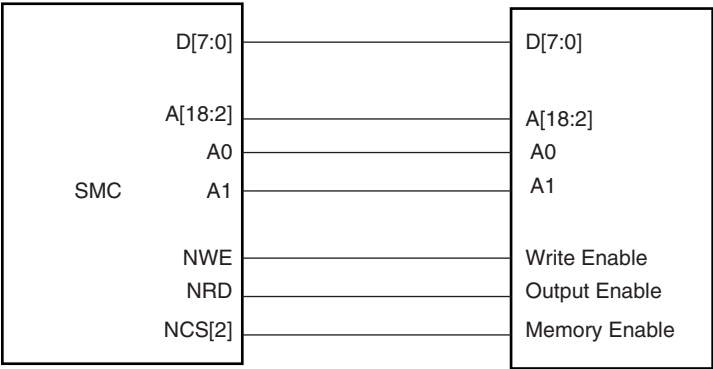 D[7:0] D[7:0]
A[18:2] A[18:2]
A0 A0
SMC A1 A1
NWE Write Enable
NRD Output Enable
NCS[2] Memory Enable